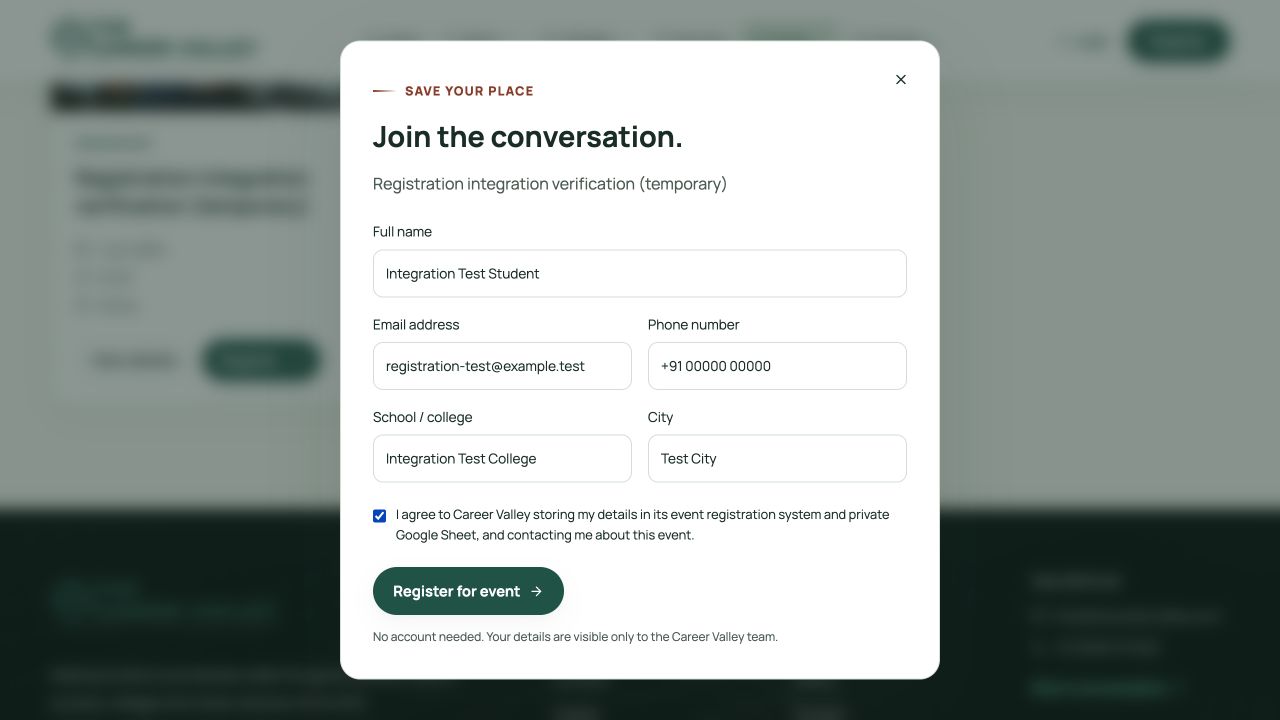 SAVE YOUR PLACE
Join the conversation.
Registration integration verification (temporary)
Full name
Integration Test Student
Email address
Phone number
registration-test@example.test
+91 00000 00000
School / college
City
Integration Test College
Test City
I agree to Career Valley storing my details in its event registration system and private
Google Sheet, and contacting me about this event.
Register for event →
No account needed. Your details are visible only to the Career Valley team.